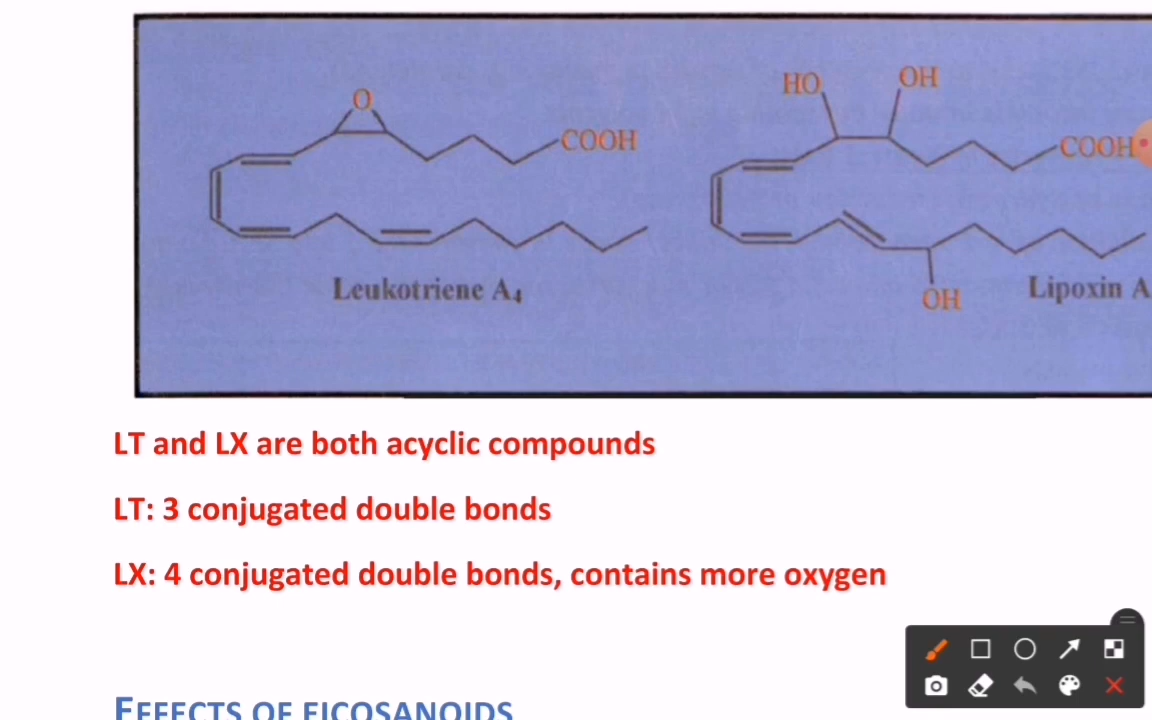 O
HO
OH
COOH
COOH
OH
Leukotriene A₄
Lipoxin A
LT and LX are both acyclic compounds
LT: 3 conjugated double bonds
LX: 4 conjugated double bonds, contains more oxygen
EFFECTS OF EICOSANOIDS